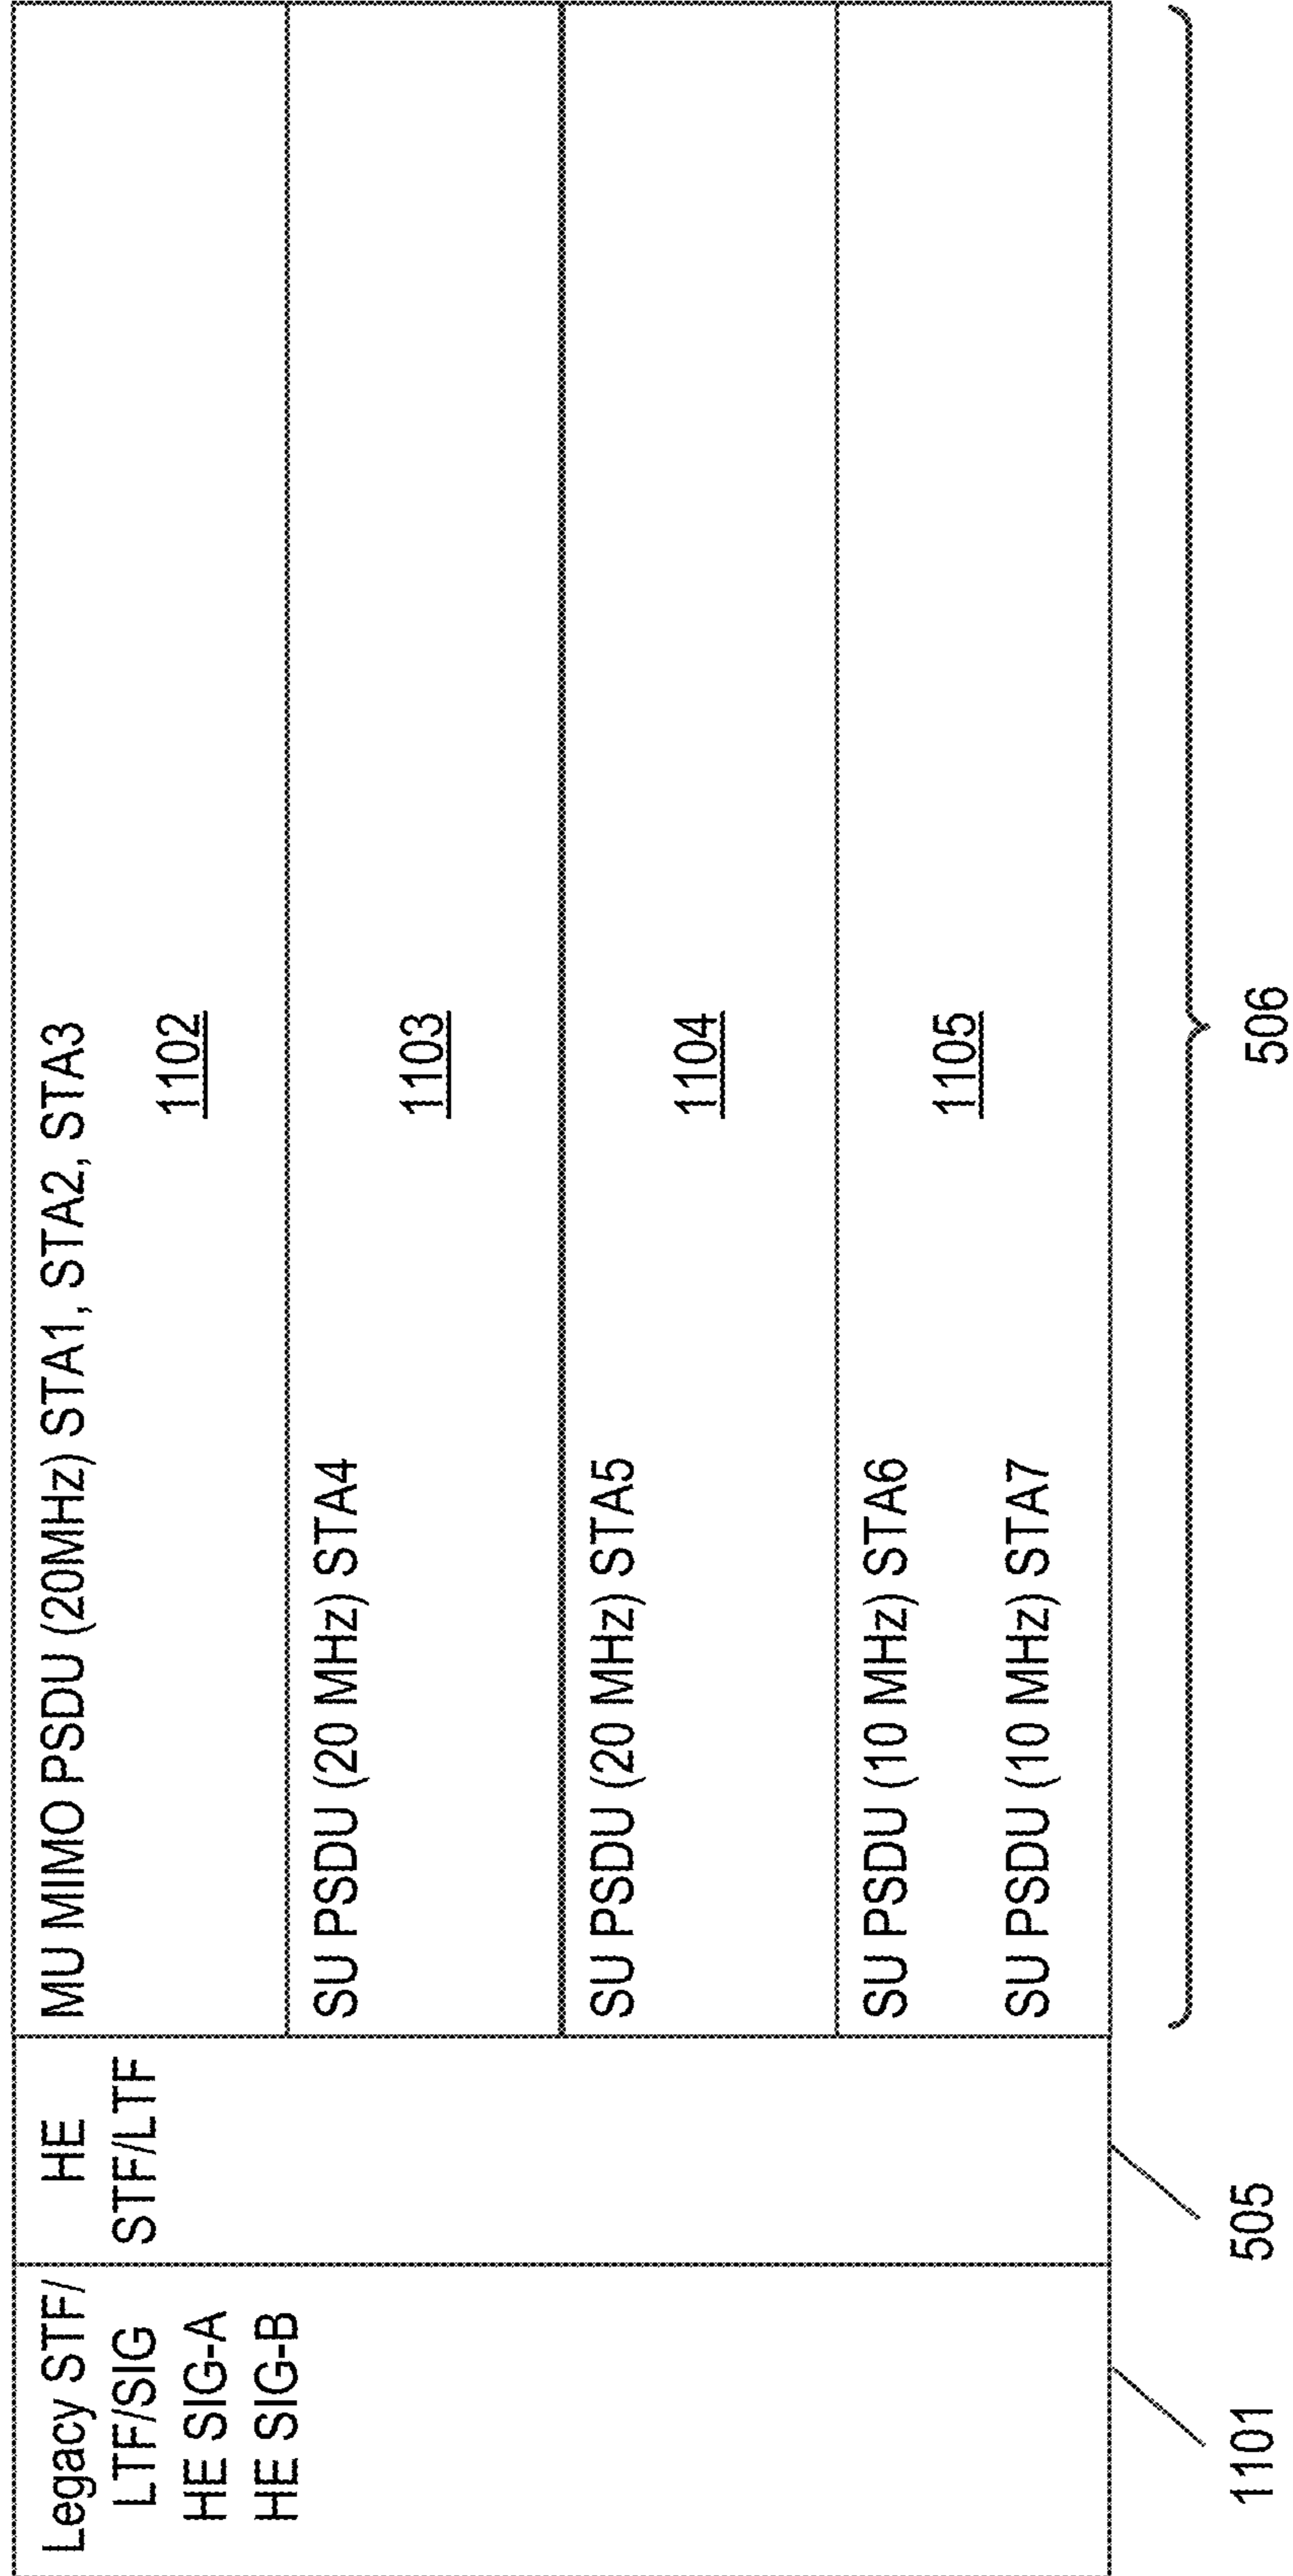 Legacy STF/
LTF/SIG
HE SIG-A
HE SIG-B
HE
STF/LTF
MU MIMO PSDU (20MHz) STA1, STA2, STA3
1102
SU PSDU (20 MHz) STA4
1103
SU PSDU (20 MHz) STA5
1104
SU PSDU (10 MHz) STA6
1105
SU PSDU (10 MHz) STA7
1101
505
506